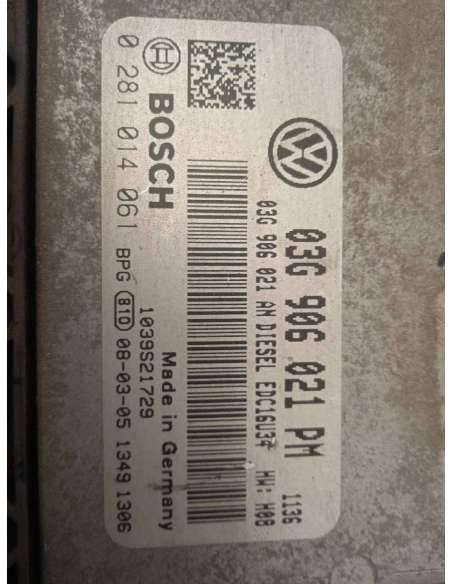 03G 906 021 PM 1136
03G 906 021 AN DIESEL EDC16U34 HW: H08
BOSCH 1039S21729 Made in Germany
0 281 014 061 BPG 81D 08-03-05 1349 1306